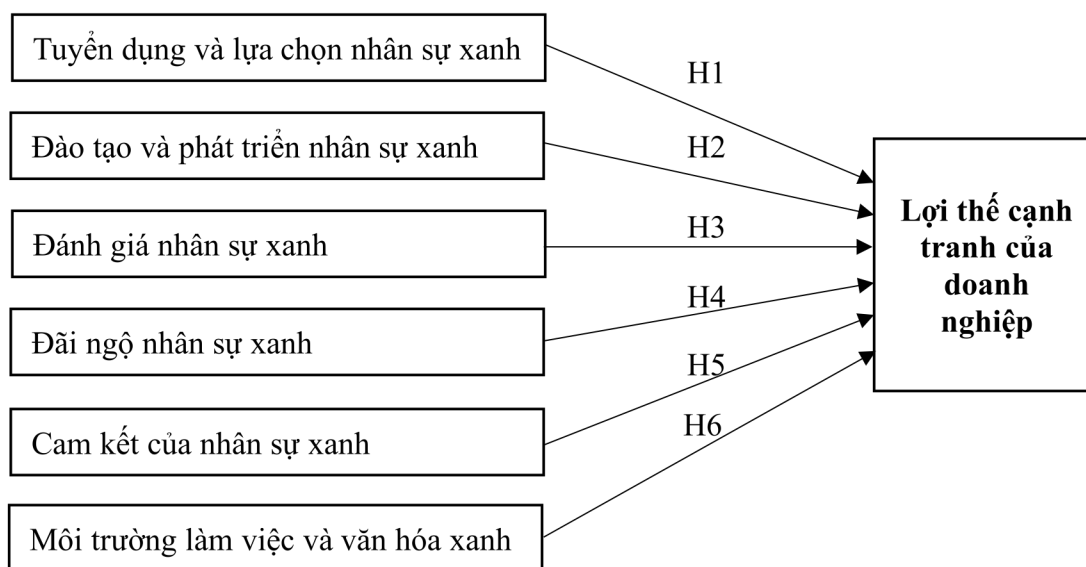 Tuyển dụng và lựa chọn nhân sự xanh
H1
Đào tạo và phát triển nhân sự xanh
H2
Đánh giá nhân sự xanh
H3
Đãi ngộ nhân sự xanh
H4
Cam kết của nhân sự xanh
H5
Môi trường làm việc và văn hóa xanh
H6
Lợi thế cạnh
tranh của
doanh
nghiệp